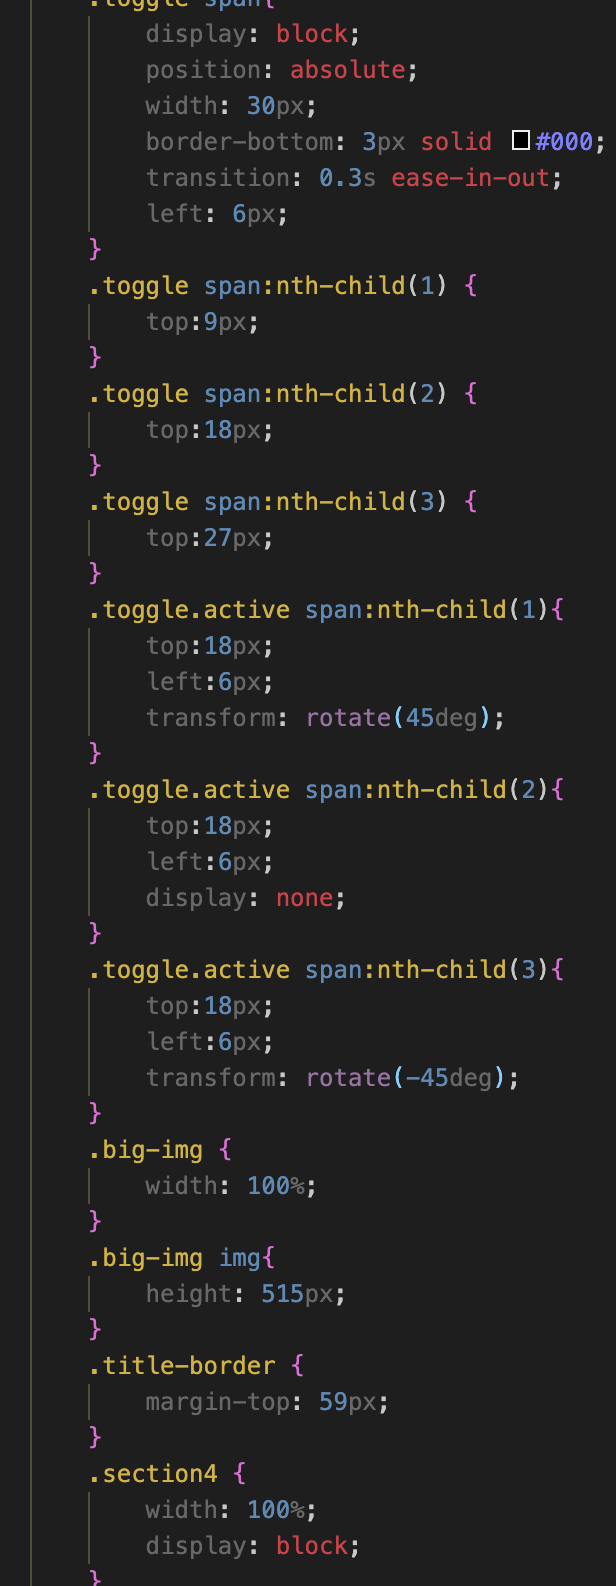 .toggle span{
display: block;
position: absolute;
width: 30px;
border-bottom: 3px solid #000;
transition: 0.3s ease-in-out;
left: 6px;
}
.toggle span:nth-child(1) {
top:9px;
}
.toggle span:nth-child(2) {
top:18px;
}
.toggle span:nth-child(3) {
top:27px;
}
.toggle.active span:nth-child(1){
top:18px;
left:6px;
transform: rotate(45deg);
}
.toggle.active span:nth-child(2){
top:18px;
left:6px;
display: none;
}
.toggle.active span:nth-child(3){
top:18px;
left:6px;
transform: rotate(-45deg);
}
.big-img {
width: 100%;
}
.big-img img{
height: 515px;
}
.title-border {
margin-top: 59px;
}
.section4 {
width: 100%;
display: block;
}